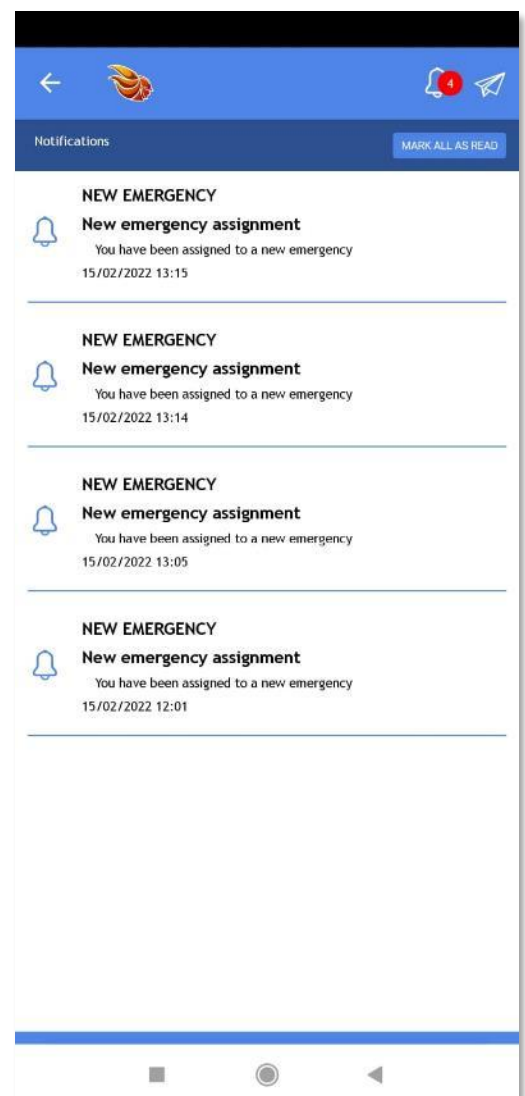 4
Notifications
MARK ALL AS READ
NEW EMERGENCY
New emergency assignment
You have been assigned to a new emergency
15/02/2022 13:15
NEW EMERGENCY
New emergency assignment
You have been assigned to a new emergency
15/02/2022 13:14
NEW EMERGENCY
New emergency assignment
You have been assigned to a new emergency
15/02/2022 13:05
NEW EMERGENCY
New emergency assignment
You have been assigned to a new emergency
15/02/2022 12:01